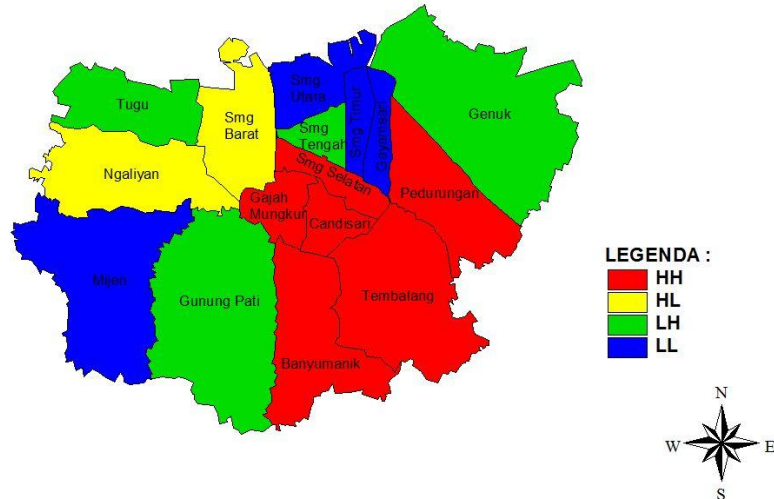 Smg
Utara
Tugu
Smg
Barat
Smg
Tengah
Smg Timur
Gayamsari
Genuk
Ngaliyan
Smg Selatan
Pedurungan
Gajah
Mungkur
Candisari
Mijen
Gunung Pati
Tembalang
Banyumanik
LEGENDA :
HH
HL
LH
LL
N
W
E
S